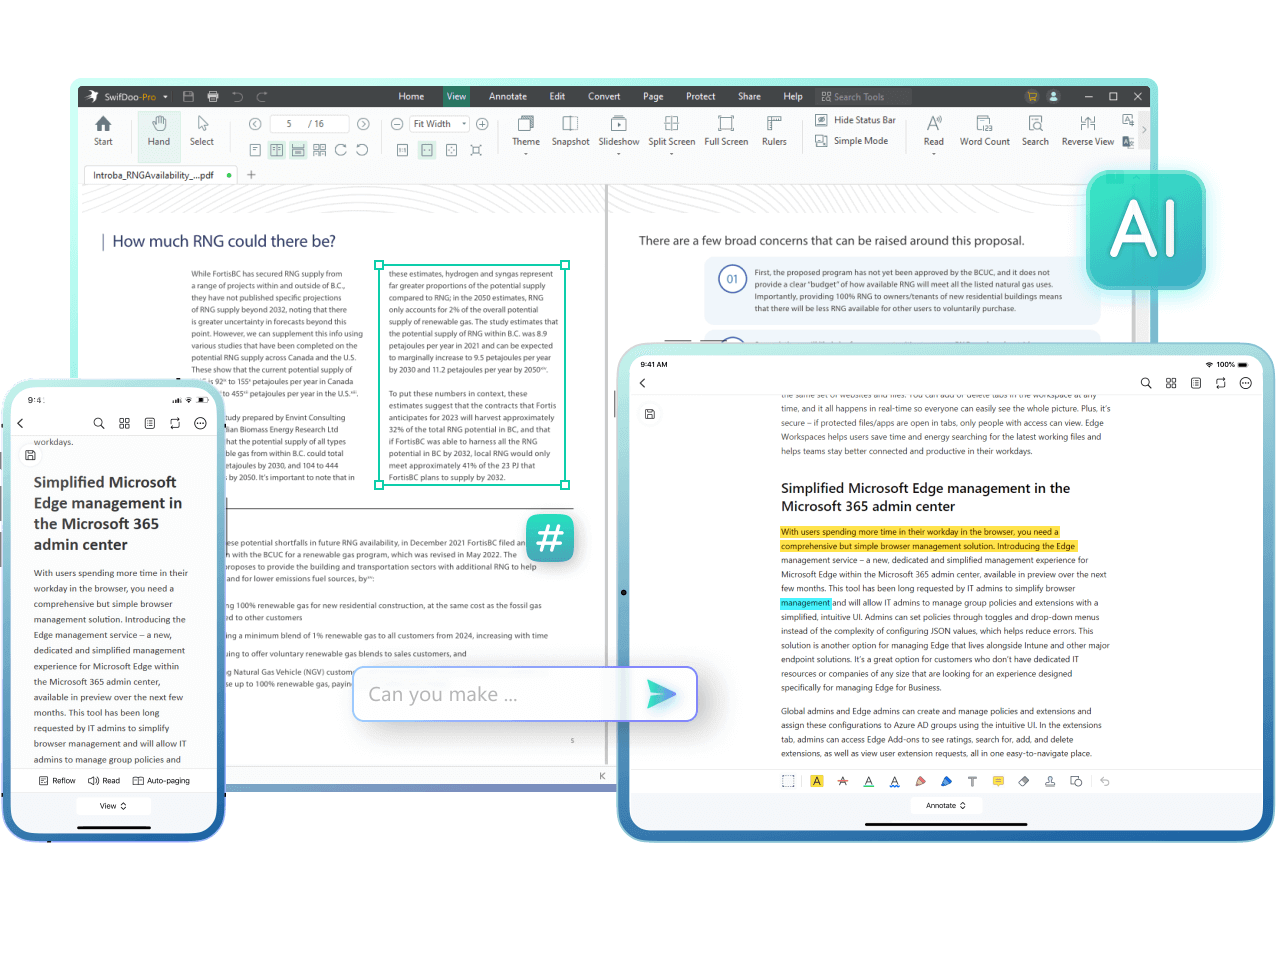 SwifDoo-Pro
Home View Annotate Edit Convert Page Protect Share Help Search Tools
Start Hand Select
5 / 16
Fit Width
Theme Snapshot Slideshow Split Screen Full Screen Rulers
Hide Status Bar
Simple Mode
Read Word Count Search Reverse View
Introba_RNGAvailability_...pdf
How much RNG could there be?
While FortisBC has secured RNG supply from
a range of projects within and outside of B.C.,
they have not published specific projections
of RNG supply beyond 2032, noting that there
is greater uncertainty in forecasts beyond this
point. However, we can supplement this info using
various studies that have been completed on the
potential RNG supply across Canada and the U.S.
These show that the current potential supply of
is 92 to 155 petajoules per year in Canada
to 455 petajoules per year in the U.S.
tudy prepared by Envint Consulting
ian Biomass Energy Research Ltd
hat the potential supply of all types
ble gas from within B.C. could total
etajoules by 2030, and 104 to 444
s by 2050. It's important to note that in
these estimates, hydrogen and syngas represent
far greater proportions of the potential supply
compared to RNG; in the 2050 estimates, RNG
only accounts for 2% of the overall potential
supply of renewable gas. The study estimates that
the potential supply of RNG within B.C. was 8.9
petajoules per year in 2021 and can be expected
to marginally increase to 9.5 petajoules per year
by 2030 and 11.2 petajoules per year by 2050
To put these numbers in context, these
estimates suggest that the contracts that Fortis
anticipates for 2023 will harvest approximately
32% of the total RNG potential in BC, and that
if FortisBC was able to harness all the RNG
potential in BC by 2032, local RNG would only
meet approximately 41% of the 23 PJ that
FortisBC plans to supply by 2032.
#
ese potential shortfalls in future RNG availability, in December 2021 FortisBC filed an
n with the BCUC for a renewable gas program, which was revised in May 2022. The
roposes to provide the building and transportation sectors with additional RNG to help
and for lower emissions fuel sources, by
ng 100% renewable gas for new residential construction, at the same cost as the fossil gas
ed to other customers
ing a minimum blend of 1% renewable gas to all customers from 2024, increasing with time
uing to offer voluntary renewable gas blends to sales customers, and
g Natural Gas Vehicle (NGV) custom
se up to 100% renewable gas, payin
5
There are a few broad concerns that can be raised around this proposal.
01
First, the proposed program has not yet been approved by the BCUC, and it does not
provide a clear "budget" of how available RNG will meet all the listed natural gas uses.
Importantly, providing 100% RNG to owners/tenants of new residential buildings means
that there will be less RNG available for other users to voluntarily purchase.
AI
Can you make ...
9:4
workdays.
Simplified Microsoft
Edge management in
the Microsoft 365
admin center
With users spending more time in their
workday in the browser, you need a
comprehensive but simple browser
management solution. Introducing the
Edge management service – a new,
dedicated and simplified management
experience for Microsoft Edge within
the Microsoft 365 admin center,
available in preview over the next few
months. This tool has been long
requested by IT admins to simplify
browser management and will allow IT
admins to manage group policies and
Reflow Read Auto-paging
View
9:41 AM 100%
the same set of websites and files. You can add or delete tabs in the workspace at any
time, and it all happens in real-time so everyone can easily see the whole picture. Plus, it's
secure – if protected files/apps are open in tabs, only people with access can view. Edge
Workspaces helps users save time and energy searching for the latest working files and
helps teams stay better connected and productive in their workdays.
Simplified Microsoft Edge management in the
Microsoft 365 admin center
With users spending more time in their workday in the browser, you need a
comprehensive but simple browser management solution. Introducing the Edge
management service – a new, dedicated and simplified management experience for
Microsoft Edge within the Microsoft 365 admin center, available in preview over the next
few months. This tool has been long requested by IT admins to simplify browser
management and will allow IT admins to manage group policies and extensions with a
simplified, intuitive UI. Admins can set policies through toggles and drop-down menus
instead of the complexity of configuring JSON values, which helps reduce errors. This
solution is another option for managing Edge that lives alongside Intune and other major
endpoint solutions. It's a great option for customers who don't have dedicated IT
resources or companies of any size that are looking for an experience designed
specifically for managing Edge for Business.
Global admins and Edge admins can create and manage policies and extensions and
assign these configurations to Azure AD groups using the intuitive UI. In the extensions
tab, admins can access Edge Add-ons to see ratings, search for, add, and delete
extensions, as well as view user extension requests, all in one easy-to-navigate place.
Annotate